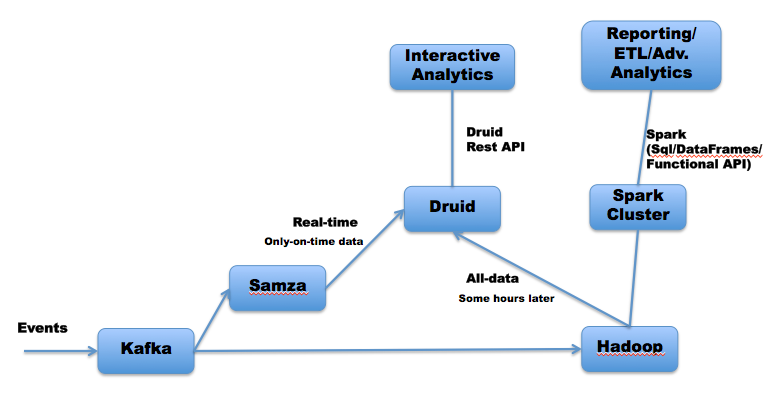 Reporting/
ETL/Adv.
Analytics
Interactive
Analytics
Druid
Rest API
Spark
(Sql/DataFrames/
Functional API)
Druid
Spark
Cluster
Real-time
Only-on-time data
Samza
All-data
Some hours later
Events
Kafka
Hadoop